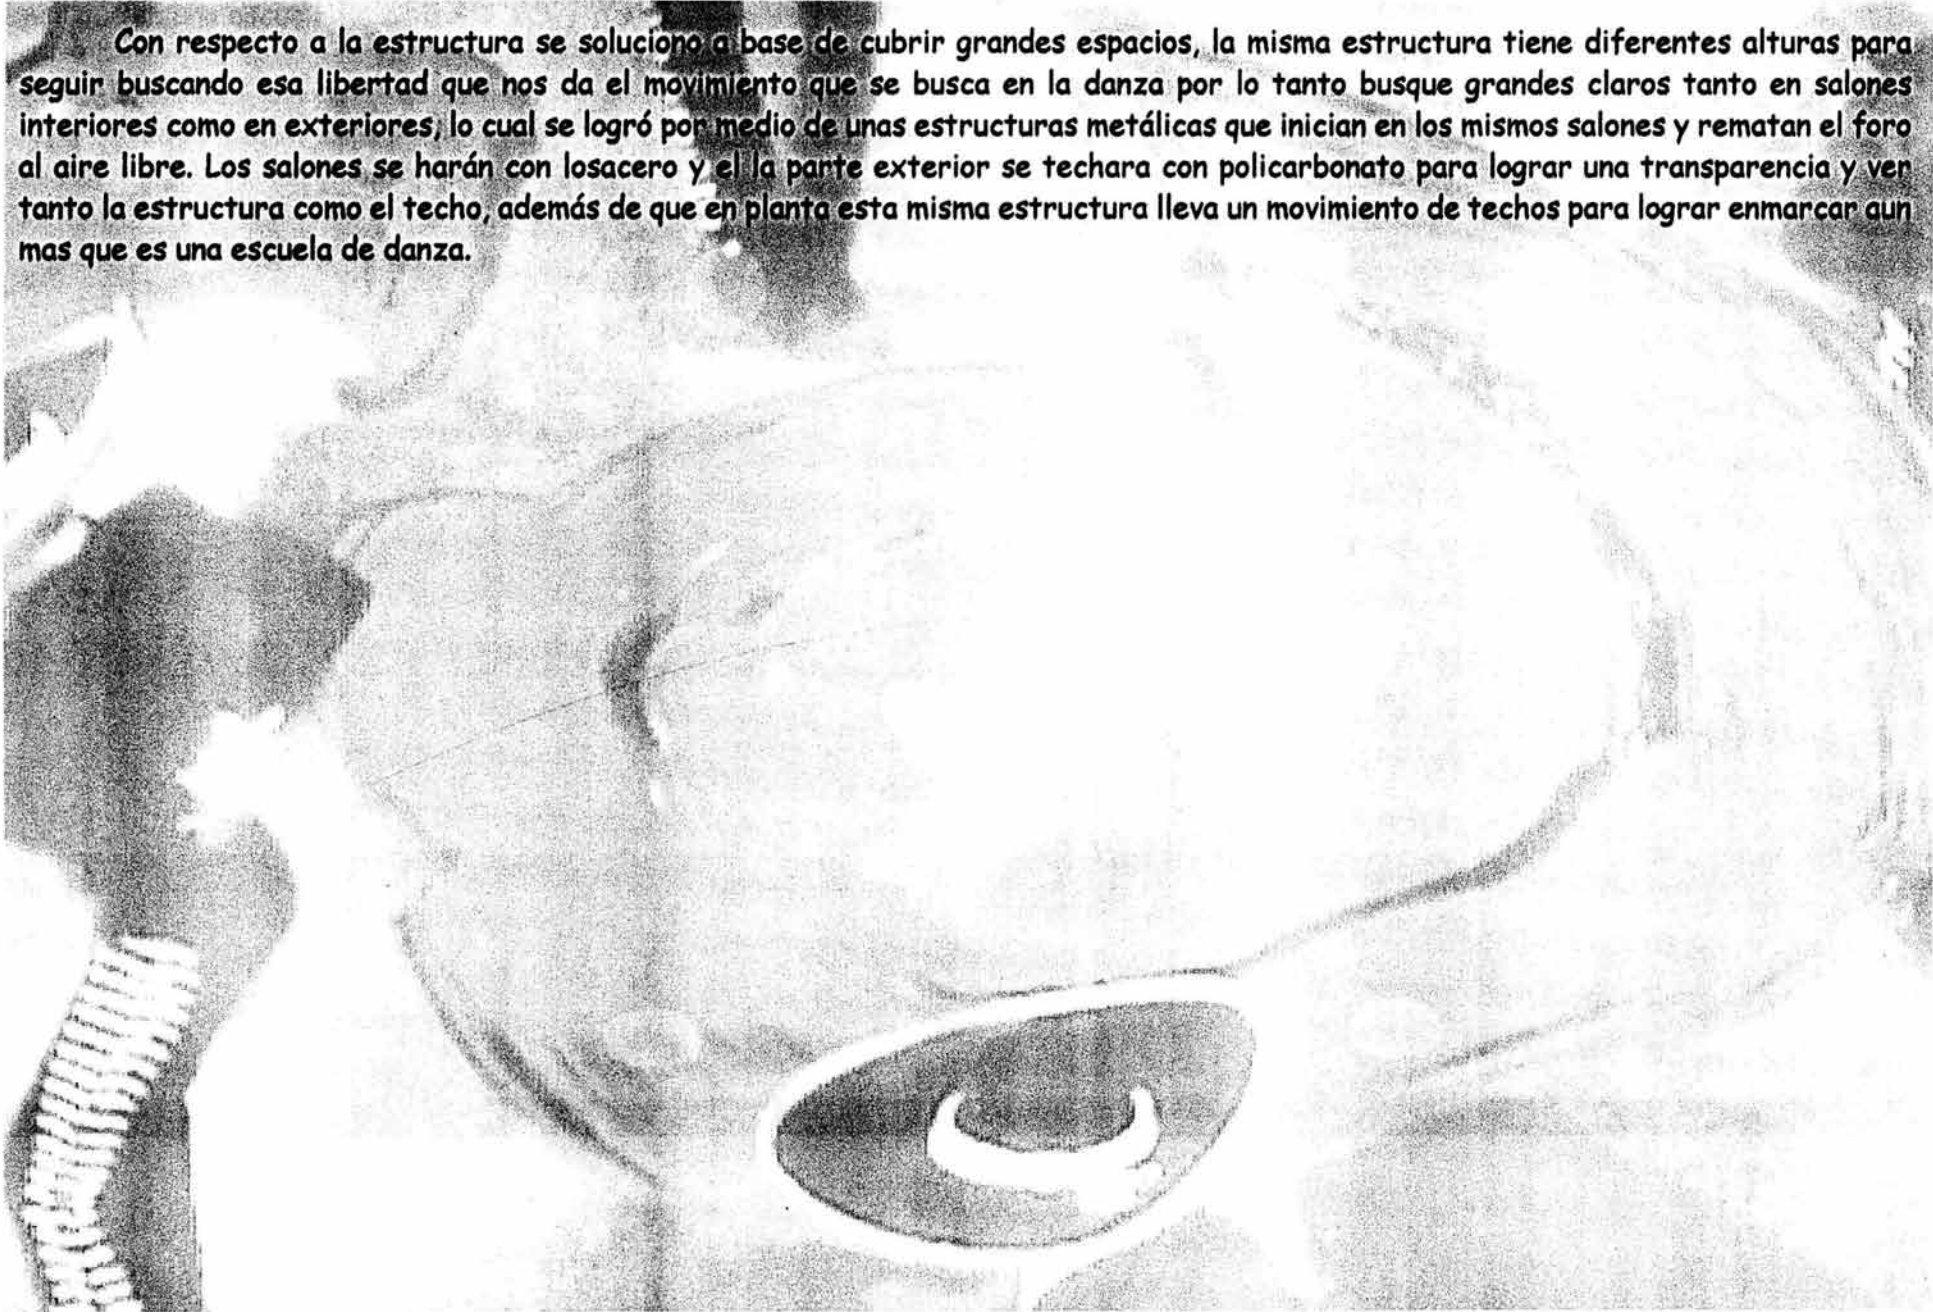 Con respecto a la estructura se soluciono a base de cubrir grandes espacios, la misma estructura tiene diferentes alturas para
seguir buscando esa libertad que nos da el movimiento que se busca en la danza por lo tanto busque grandes claros tanto en salones
interiores como en exteriores, lo cual se logró por medio de unas estructuras metálicas que inician en los mismos salones y rematan el foro
al aire libre. Los salones se harán con losacero y el la parte exterior se techara con policarbonato para lograr una transparencia y ver
tanto la estructura como el techo, además de que en planta esta misma estructura lleva un movimiento de techos para lograr enmarcar aun
mas que es una escuela de danza.